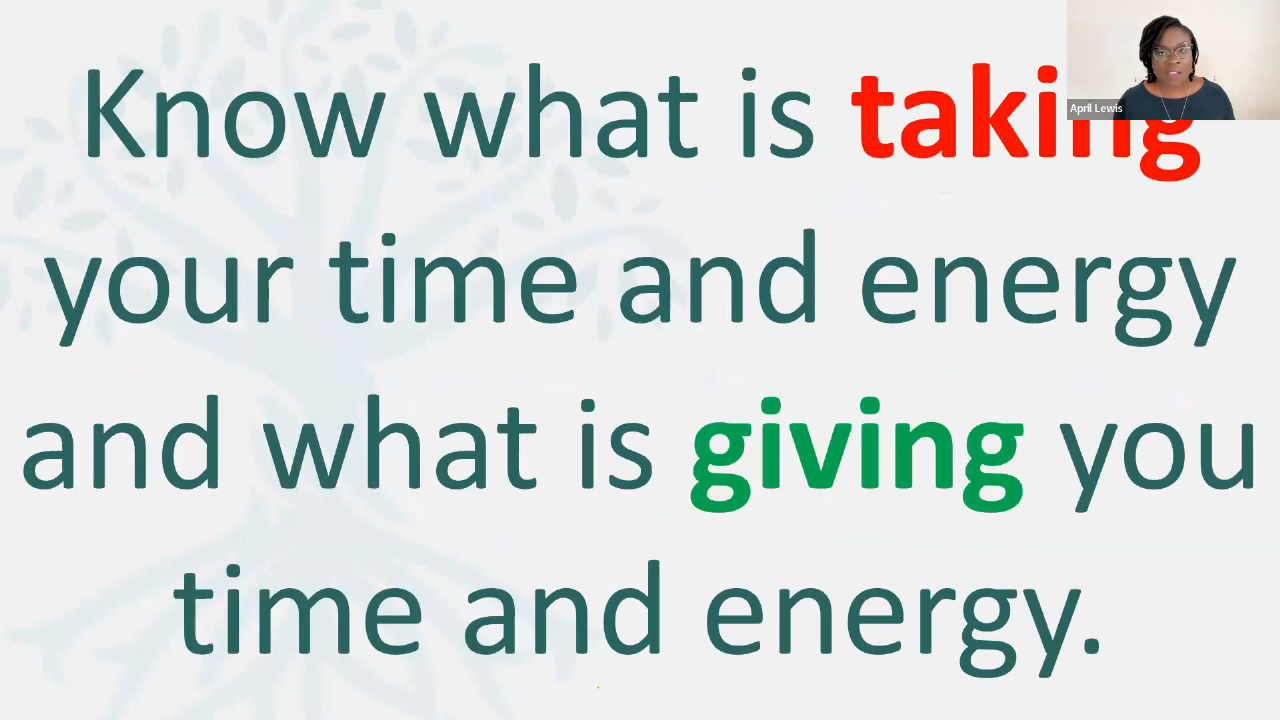 Know what is taking
April Lewis
your time and energy
and what is giving you
time and energy.